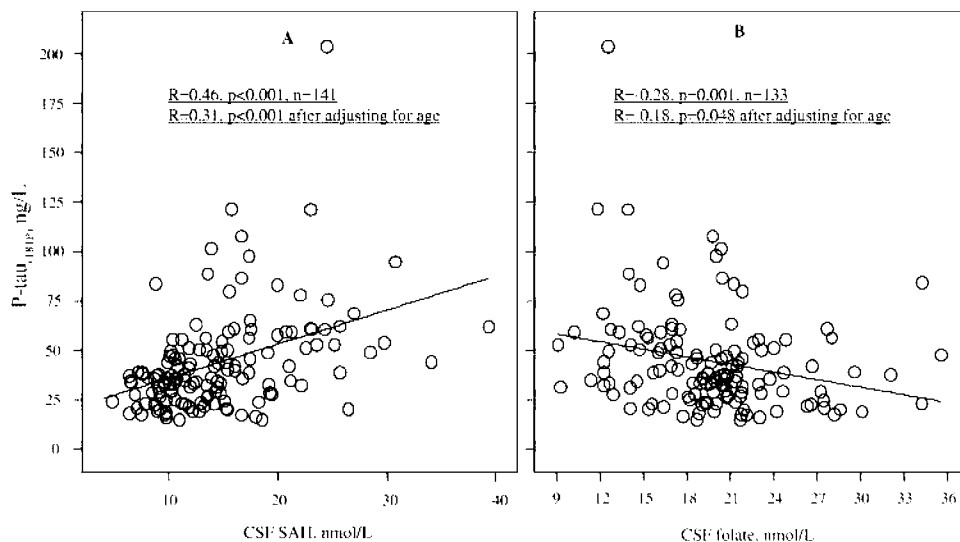 A
R=0.46, p<0.001, n=141
R=0.31, p<0.001 after adjusting for age
B
R=-0.28, p=0.001, n=133
R=-0.18, p=0.048 after adjusting for age
P-tau(181P), ng/L
200
175
150
125
100
75
50
25
0
10
20
30
40
CSF SAH, nmol/L
9
12
15
18
21
24
27
30
33
36
CSF folate, nmol/L